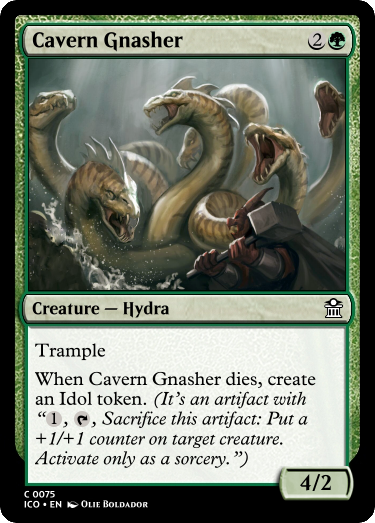 Cavern Gnasher 2
Creature — Hydra
Trample
When Cavern Gnasher dies, create
an Idol token. (It's an artifact with
“1, , Sacrifice this artifact: Put a
+1/+1 counter on target creature.
Activate only as a sorcery.”)
4/2
C 0075
ICO • EN Olie Boldador